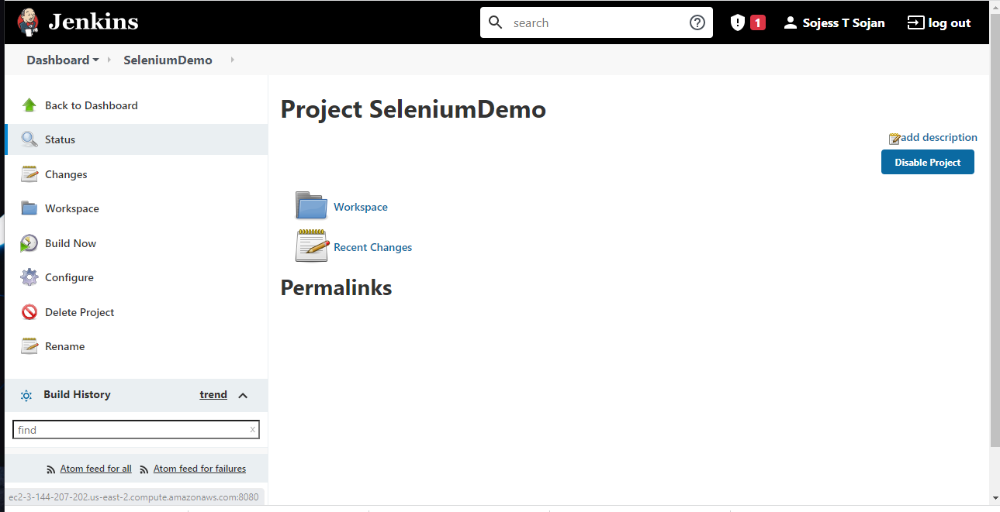 Jenkins
search
1
Sojess T Sojan
log out
Dashboard
SeleniumDemo
Back to Dashboard
Status
Changes
Workspace
Build Now
Configure
Delete Project
Rename
Build History
trend
find
x
Atom feed for all
Atom feed for failures
ec2-3-144-207-202.us-east-2.compute.amazonaws.com:8080
Project SeleniumDemo
add description
Disable Project
Workspace
Recent Changes
Permalinks